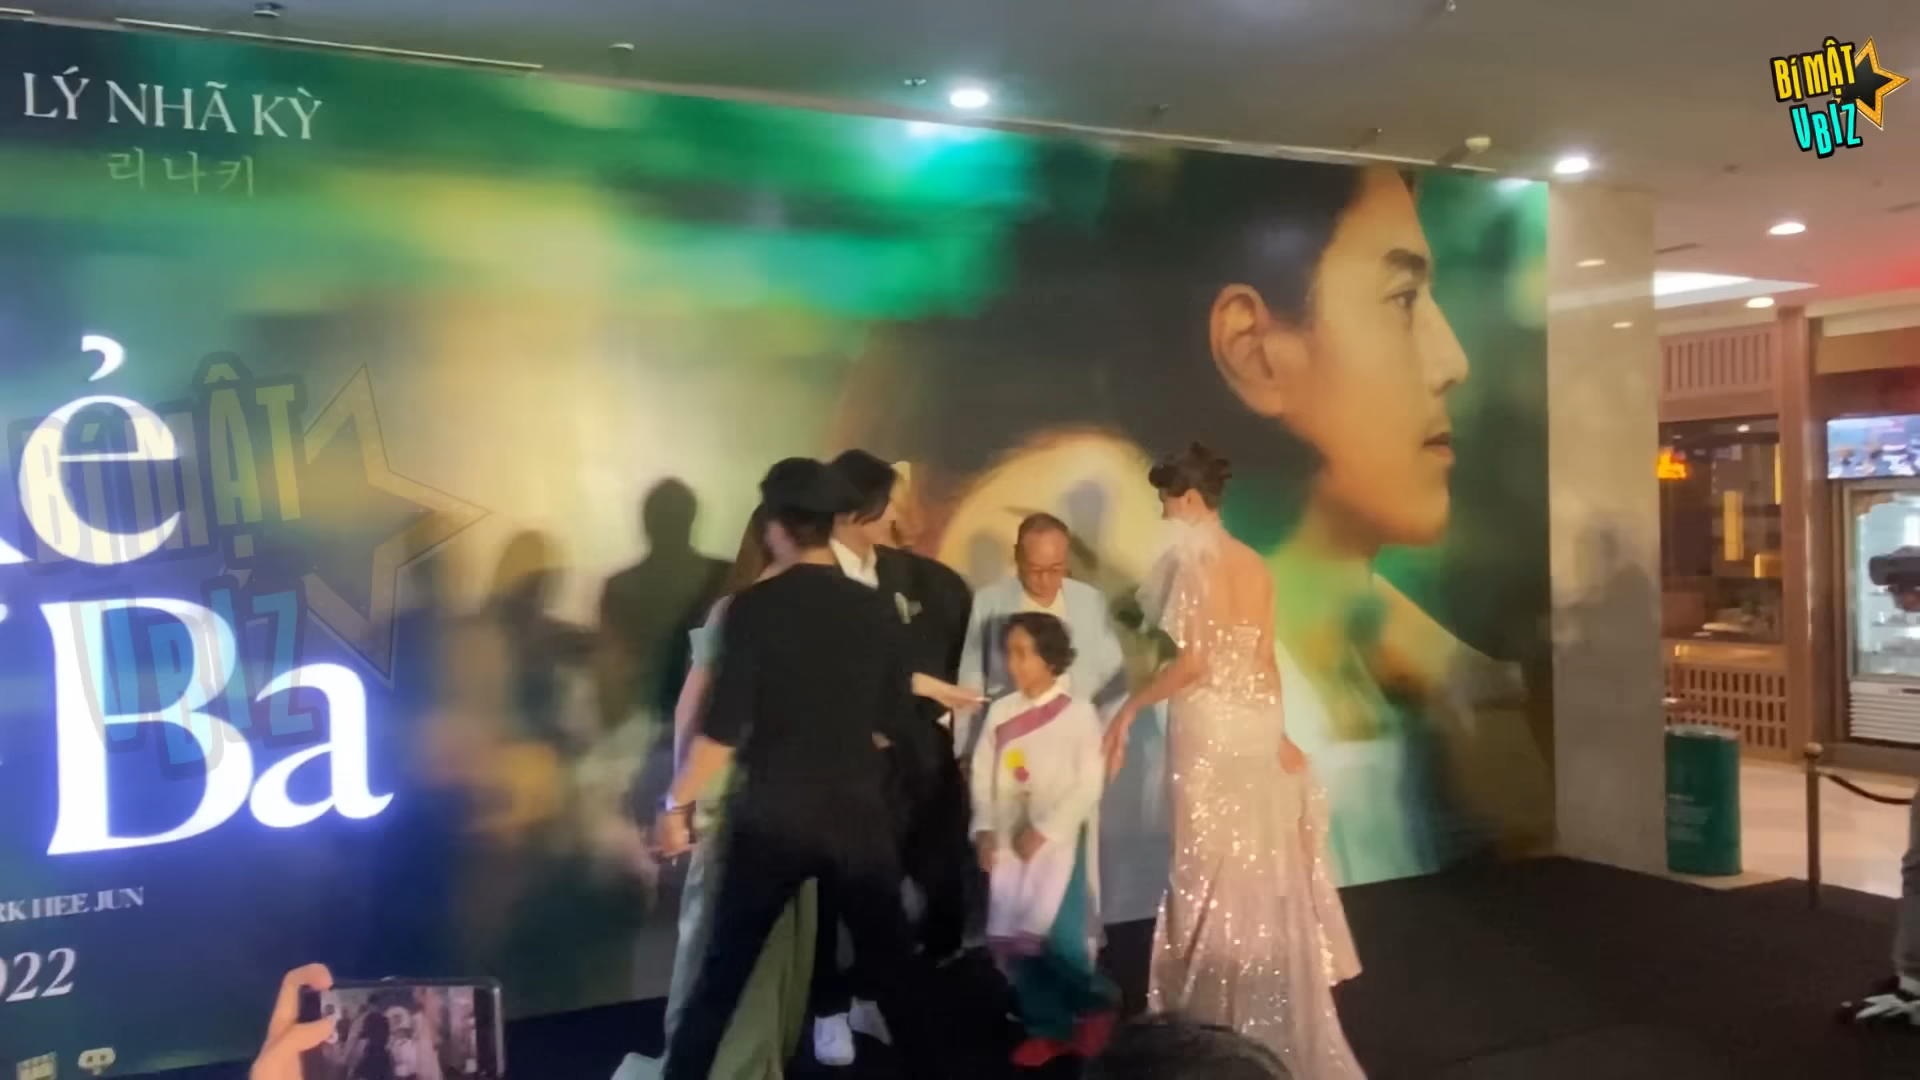 LÝ NHÃ KỲ
리나키
BÍ MẬT
VBIZ
ẻ
BÍ MẬT
VBIZ
Ba
RK HEE JUN
022